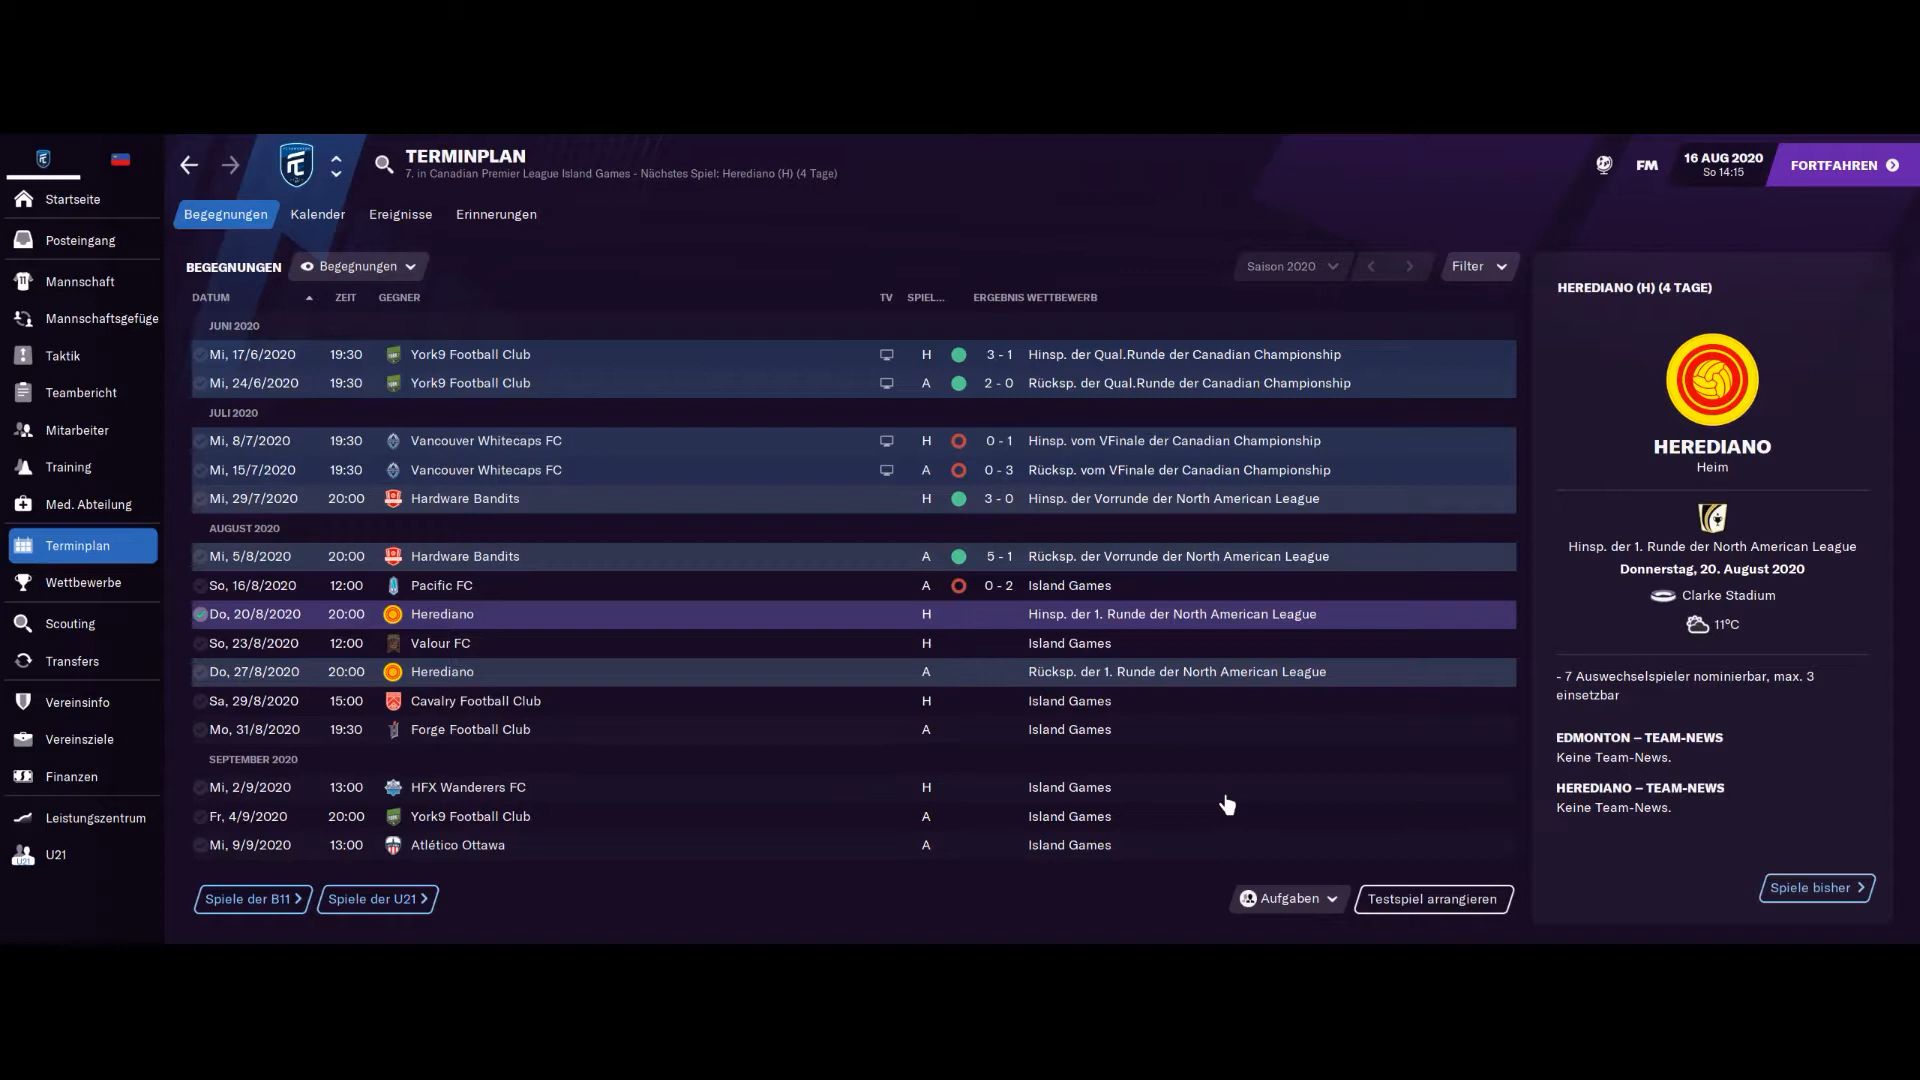 TERMINPLAN
7. in Canadian Premier League Island Games - Nächstes Spiel: Herediano (H) (4 Tage)
FM
16 AUG 2020
So 14:15
FORTFAHREN
Startseite
Posteingang
Mannschaft
Mannschaftsgefüge
Taktik
Teambericht
Mitarbeiter
Training
Med. Abteilung
Terminplan
Wettbewerbe
Scouting
Transfers
Vereinsinfo
Vereinsziele
Finanzen
Leistungszentrum
U21
Begegnungen Kalender Ereignisse Erinnerungen
BEGEGNUNGEN Begegnungen Saison 2020 Filter
DATUM ZEIT GEGNER TV SPIEL... ERGEBNIS WETTBEWERB
JUNI 2020
Mi, 17/6/2020 19:30 York9 Football Club H 3 - 1 Hinsp. der Qual.Runde der Canadian Championship
Mi, 24/6/2020 19:30 York9 Football Club A 2 - 0 Rücksp. der Qual.Runde der Canadian Championship
JULI 2020
Mi, 8/7/2020 19:30 Vancouver Whitecaps FC H 0 - 1 Hinsp. vom VFinale der Canadian Championship
Mi, 15/7/2020 19:30 Vancouver Whitecaps FC A 0 - 3 Rücksp. vom VFinale der Canadian Championship
Mi, 29/7/2020 20:00 Hardware Bandits H 3 - 0 Hinsp. der Vorrunde der North American League
AUGUST 2020
Mi, 5/8/2020 20:00 Hardware Bandits A 5 - 1 Rücksp. der Vorrunde der North American League
So, 16/8/2020 12:00 Pacific FC A 0 - 2 Island Games
Do, 20/8/2020 20:00 Herediano H Hinsp. der 1. Runde der North American League
So, 23/8/2020 12:00 Valour FC H Island Games
Do, 27/8/2020 20:00 Herediano A Rücksp. der 1. Runde der North American League
Sa, 29/8/2020 15:00 Cavalry Football Club H Island Games
Mo, 31/8/2020 19:30 Forge Football Club A Island Games
SEPTEMBER 2020
Mi, 2/9/2020 13:00 HFX Wanderers FC H Island Games
Fr, 4/9/2020 20:00 York9 Football Club A Island Games
Mi, 9/9/2020 13:00 Atlético Ottawa A Island Games
Spiele der B11 Spiele der U21 Aufgaben Testspiel arrangieren
HEREDIANO (H) (4 TAGE)
HEREDIANO
Heim
Hinsp. der 1. Runde der North American League
Donnerstag, 20. August 2020
Clarke Stadium
11°C
- 7 Auswechselspieler nominierbar, max. 3
einsetzbar
EDMONTON – TEAM-NEWS
Keine Team-News.
HEREDIANO – TEAM-NEWS
Keine Team-News.
Spiele bisher